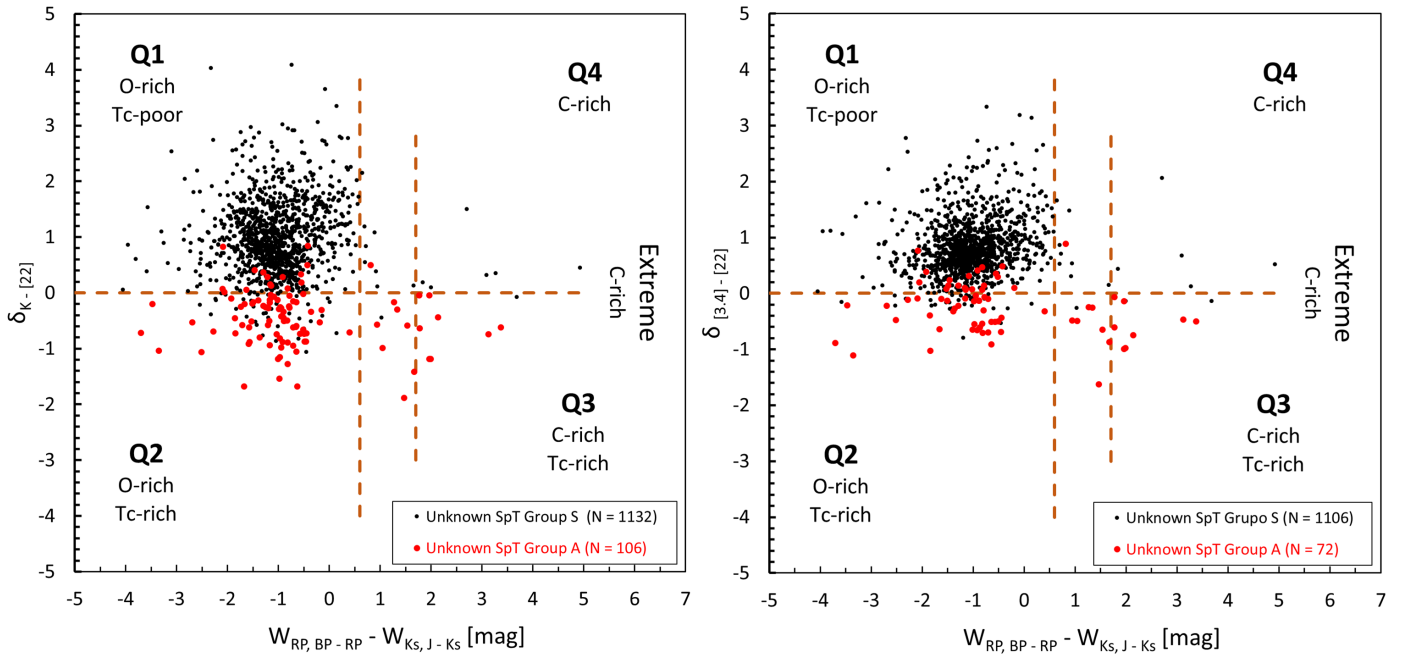 5
4
3
2
1
0
-1
-2
-3
-4
-5
δK - [22]
Q1
O-rich
Tc-poor
Q4
C-rich
Extreme
C-rich
Q3
C-rich
Tc-rich
Q2
O-rich
Tc-rich
Unknown SpT Group S (N = 1132)
Unknown SpT Group A (N = 106)
-5 -4 -3 -2 -1 0 1 2 3 4 5 6 7
WRP, BP - RP - WKs, J - Ks [mag]
5
4
3
2
1
0
-1
-2
-3
-4
-5
δ [3.4] - [22]
Q1
O-rich
Tc-poor
Q4
C-rich
Extreme
C-rich
Q3
C-rich
Tc-rich
Q2
O-rich
Tc-rich
Unknown SpT Grupo S (N = 1106)
Unknown SpT Group A (N = 72)
-5 -4 -3 -2 -1 0 1 2 3 4 5 6 7
WRP, BP - RP - WKs, J - Ks [mag]